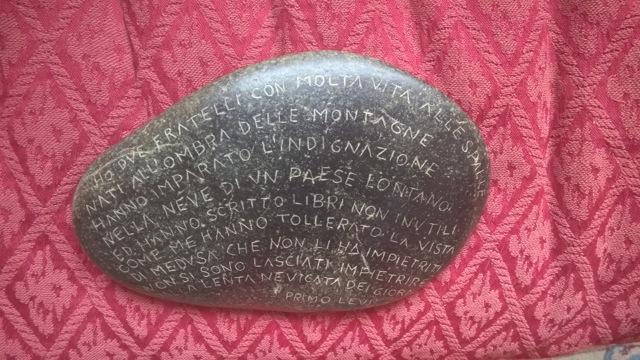 HO DUE FRATELLI CON MOLTA VITA ALLE SPALLE
NATI ALL'OMBRA DELLE MONTAGNE
HANNO IMPARATO L'INDIGNAZIONE
NELLA NEVE DI UN PAESE LONTANO,
ED HANNO SCRITTO LIBRI NON INUTILI
COME ME HANNO TOLLERATO LA VISTA
DI MEDUSA, CHE NON LI HA IMPIETRITI
NON SI SONO LASCIATI IMPIETRIRE
LENTA NEVICATA DEI GIORNI
PRIMO LEVI